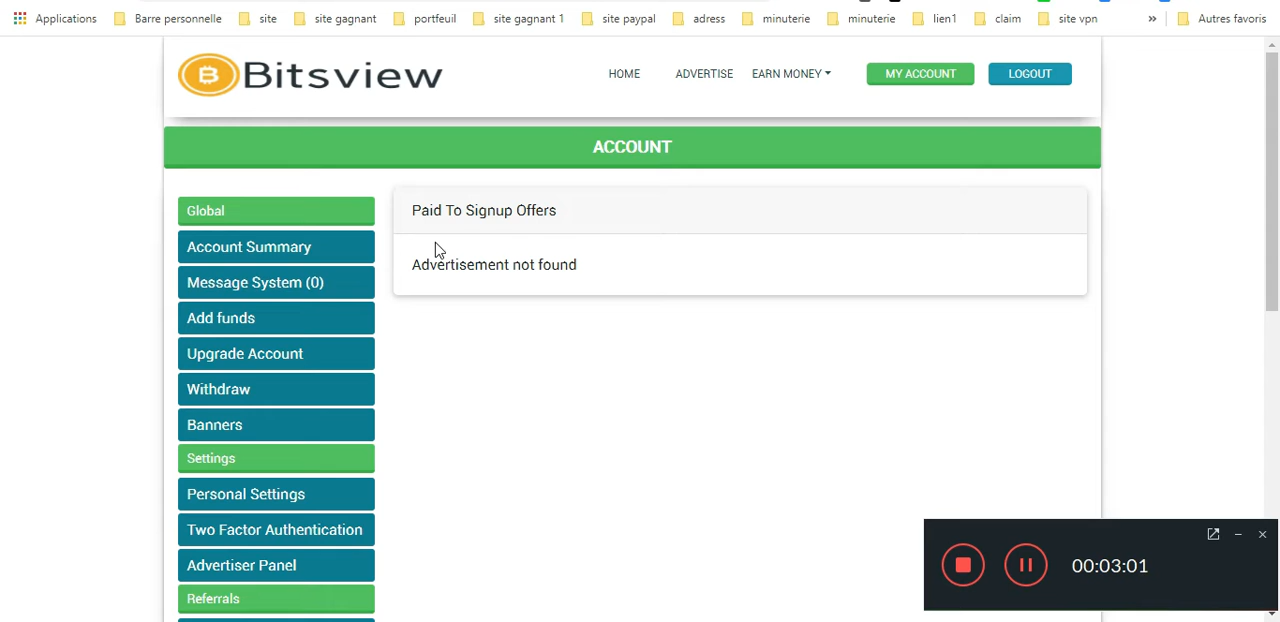 Applications Barre personnelle site site gagnant portfeuil site gagnant 1 site paypal adress minuterie minuterie lien1 claim site vpn » Autres favoris
Bitsview HOME ADVERTISE EARN MONEY MY ACCOUNT LOGOUT
ACCOUNT
Global
Account Summary
Message System (0)
Add funds
Upgrade Account
Withdraw
Banners
Settings
Personal Settings
Two Factor Authentication
Advertiser Panel
Referrals
Paid To Signup Offers
Advertisement not found
00:03:01